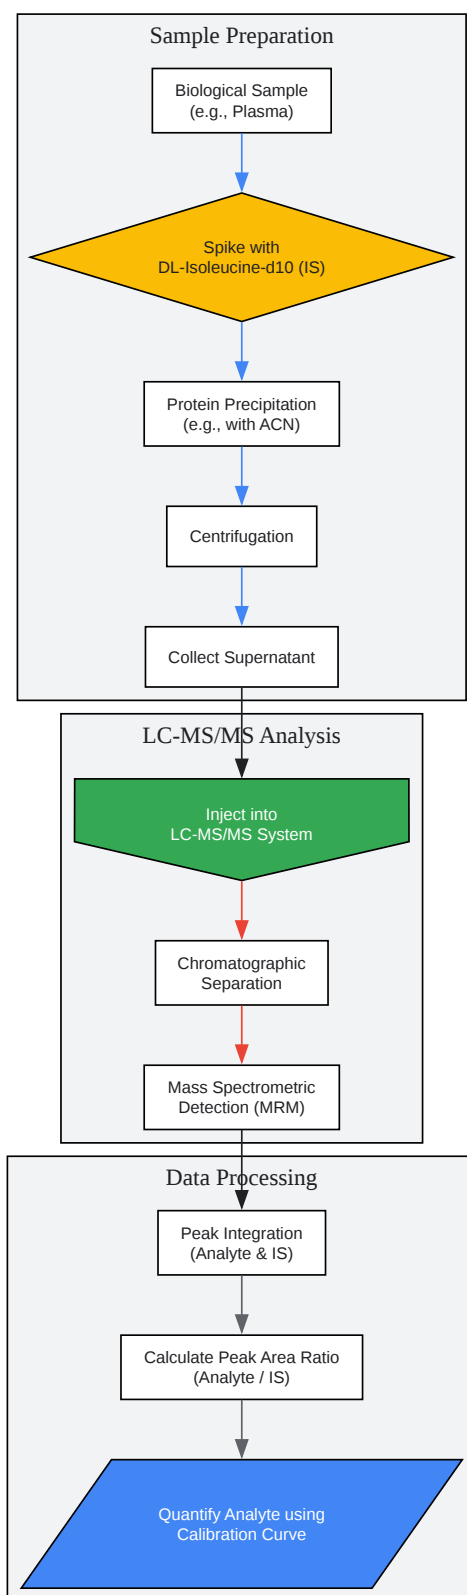 Sample Preparation
Biological Sample
(e.g., Plasma)
Spike with
DL-Isoleucine-d10 (IS)
Protein Precipitation
(e.g., with ACN)
Centrifugation
Collect Supernatant
LC-MS/MS Analysis
Inject into
LC-MS/MS System
Chromatographic
Separation
Mass Spectrometric
Detection (MRM)
Data Processing
Peak Integration
(Analyte & IS)
Calculate Peak Area Ratio
(Analyte / IS)
Quantify Analyte using
Calibration Curve